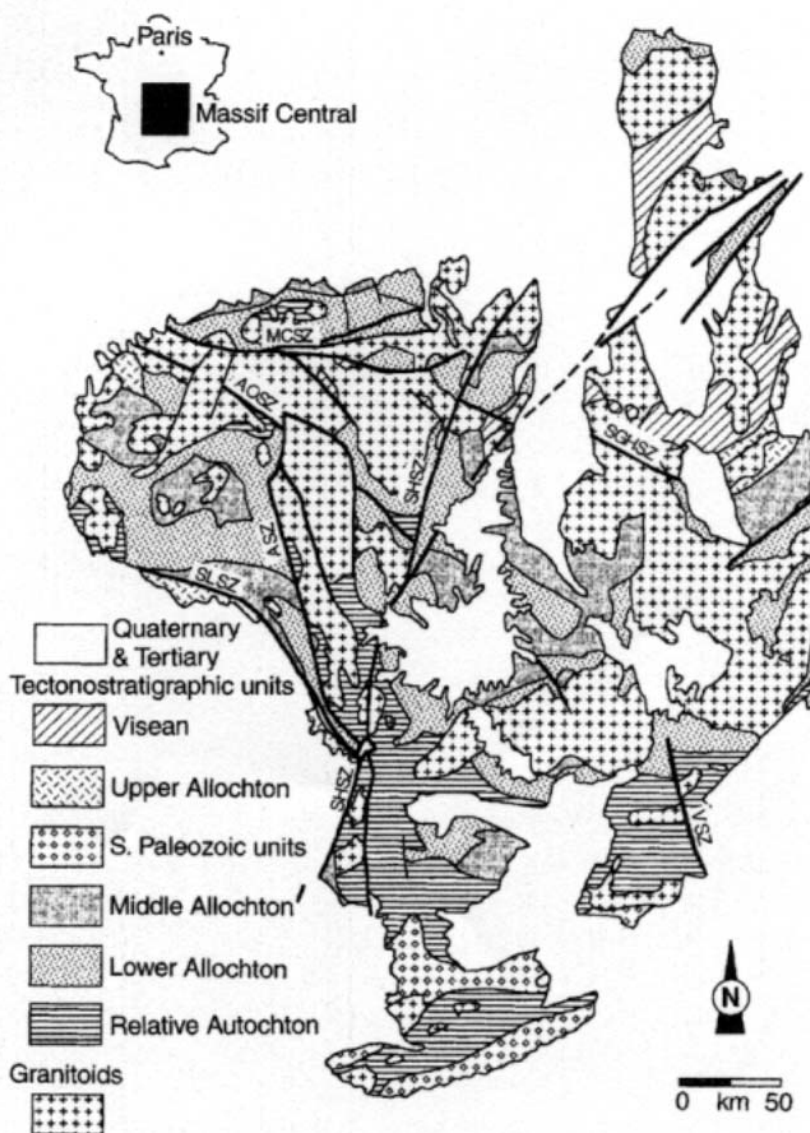 Paris
Massif Central
MCSZ
AOSZ
SHSZ
SGHSZ
ASZ
SLSZ
SHSZ
VSZ
Quaternary
& Tertiary
Tectonostratigraphic units
Visean
Upper Allochton
S. Paleozoic units
Middle Allochton
Lower Allochton
Relative Autochton
Granitoids
N
0 km 50